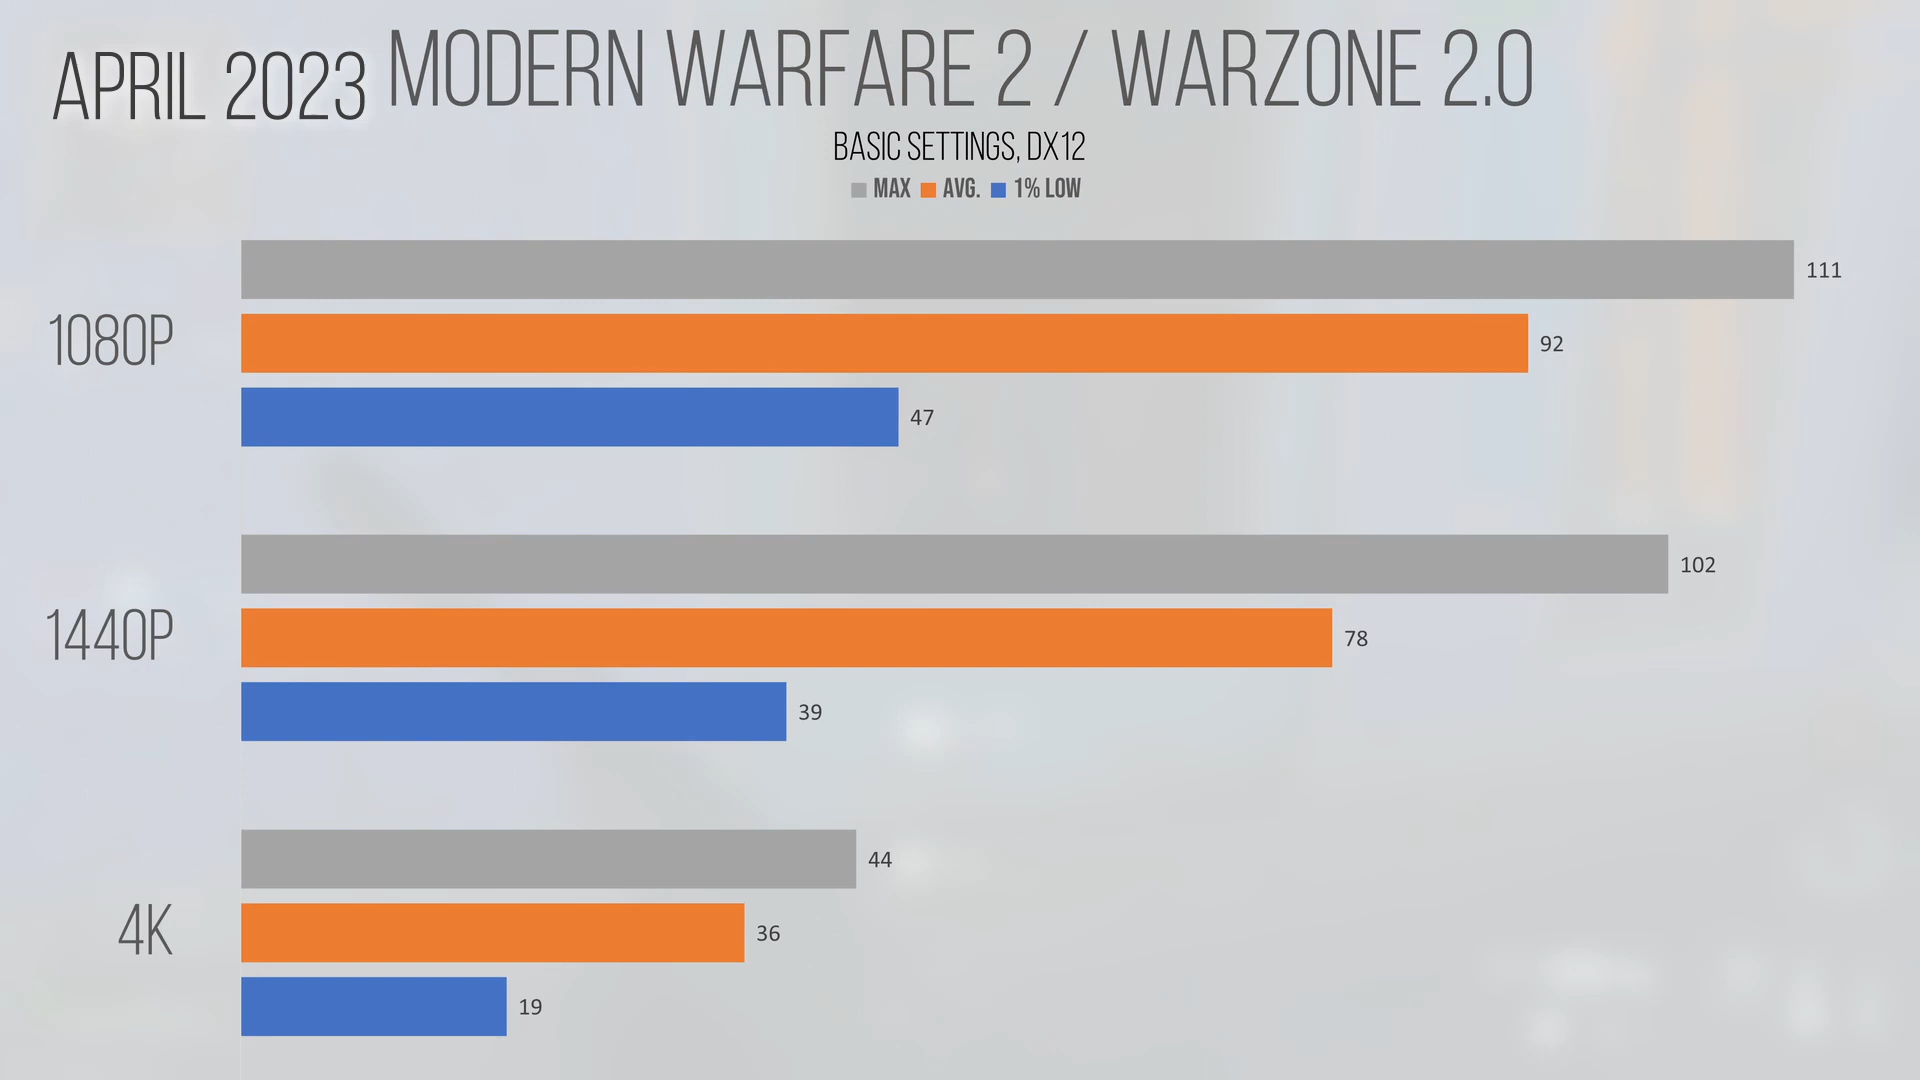 APRIL 2023
MODERN WARFARE 2 / WARZONE 2.0
BASIC SETTINGS, DX12
MAX AVG. 1% LOW
1080P
111
92
47
1440P
102
78
39
4K
44
36
19